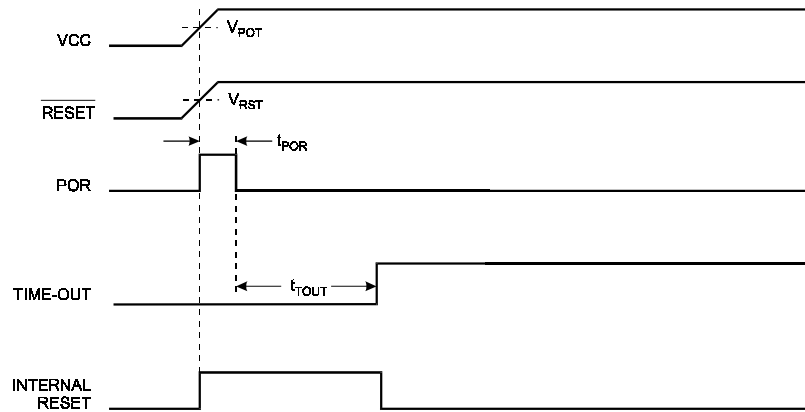 VCC
VPOT
RESET
VRST
tPOR
POR
tTOUT
TIME-OUT
INTERNAL
RESET